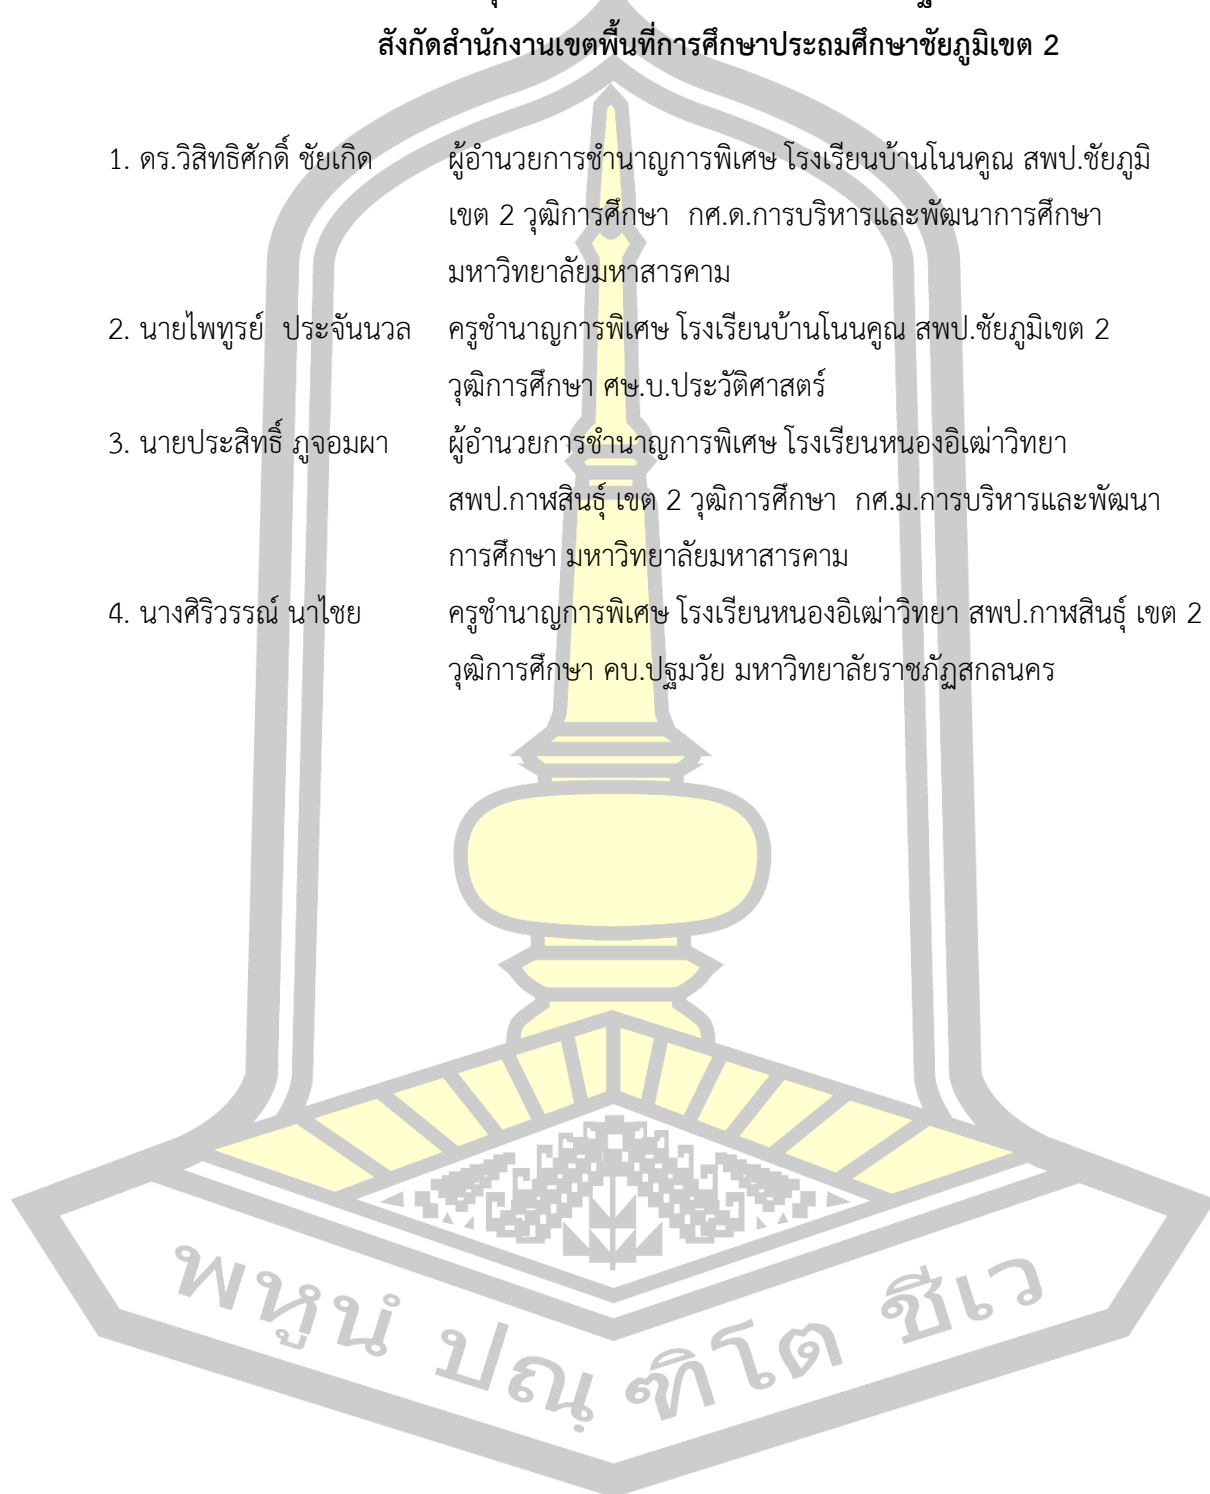 สังกัดสำนักงานเขตพื้นที่การศึกษาประถมศึกษาชัยภูมิเขต 2
1. ดร.วิสิทธิศักดิ์ ชัยเกิด ผู้อำนวยการชำนาญการพิเศษ โรงเรียนบ้านโนนคูณ สพป.ชัยภูมิ
เขต 2 วุฒิการศึกษา กศ.ด.การบริหารและพัฒนาการศึกษา
มหาวิทยาลัยมหาสารคาม
2. นายไพทูรย์ ประจันนวล ครูชำนาญการพิเศษ โรงเรียนบ้านโนนคูณ สพป.ชัยภูมิเขต 2
วุฒิการศึกษา ศษ.บ.ประวัติศาสตร์
3. นายประสิทธิ์ ภูจอมผา ผู้อำนวยการชำนาญการพิเศษ โรงเรียนหนองอิเฒ่าวิทยา
สพป.กาฬสินธุ์ เขต 2 วุฒิการศึกษา กศ.ม.การบริหารและพัฒนา
การศึกษา มหาวิทยาลัยมหาสารคาม
4. นางศิริวรรณ์ นาไชย ครูชำนาญการพิเศษ โรงเรียนหนองอิเฒ่าวิทยา สพป.กาฬสินธุ์ เขต 2
วุฒิการศึกษา คบ.ปฐมวัย มหาวิทยาลัยราชภัฏสกลนคร
พหูนํ ปณฺฑิโต ชีเว